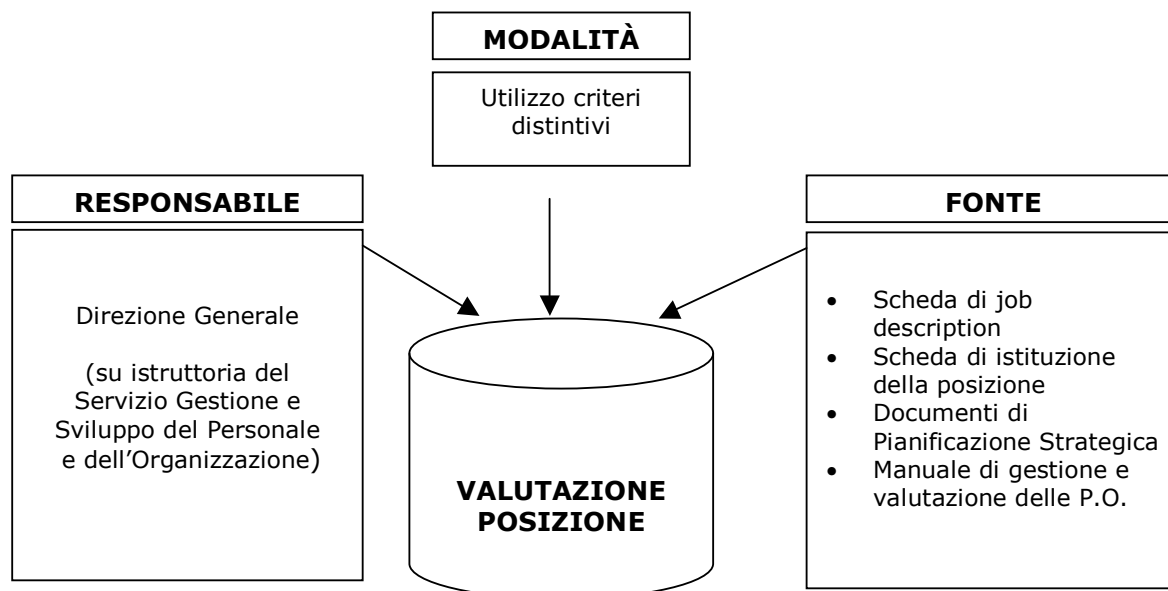 MODALITÀ
Utilizzo criteri
distintivi
RESPONSABILE
Direzione Generale
(su istruttoria del
Servizio Gestione e
Sviluppo del Personale
e dell'Organizzazione)
FONTE
• Scheda di job
description
• Scheda di istituzione
della posizione
• Documenti di
Pianificazione Strategica
• Manuale di gestione e
valutazione delle P.O.
VALUTAZIONE
POSIZIONE